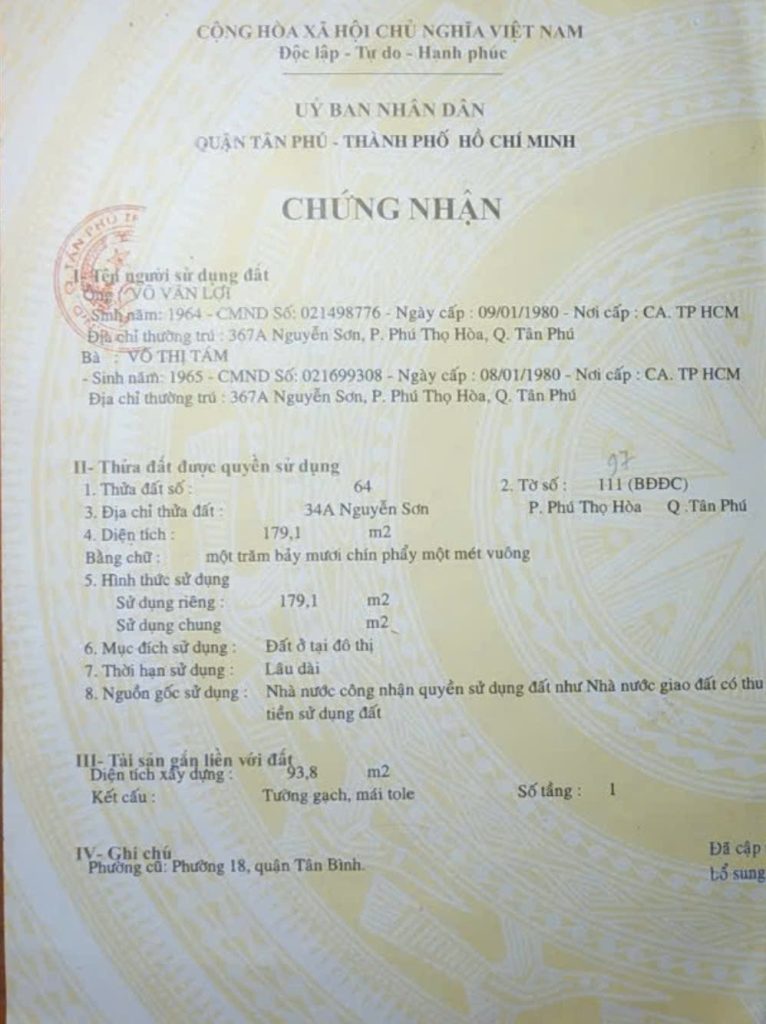 CỘNG HÒA XÃ HỘI CHỦ NGHĨA VIỆT NAM
Độc lập - Tự do - Hạnh phúc
UỶ BAN NHÂN DÂN
QUẬN TÂN PHÚ - THÀNH PHỐ HỒ CHÍ MINH
CHỨNG NHẬN
Q.TÂN PHÚ
I- Tên người sử dụng đất
Ông : VÕ VĂN LỢI
- Sinh năm: 1964 - CMND Số: 021498776 - Ngày cấp : 09/01/1980 - Nơi cấp : CA. TP HCM
Địa chỉ thường trú : 367A Nguyễn Sơn, P. Phú Thọ Hòa, Q. Tân Phú
Bà : VÕ THỊ TÁM
- Sinh năm: 1965 - CMND Số: 021699308 - Ngày cấp : 08/01/1980 - Nơi cấp : CA. TP HCM
Địa chỉ thường trú : 367A Nguyễn Sơn, P. Phú Thọ Hòa, Q. Tân Phú
97
II- Thửa đất được quyền sử dụng
1. Thửa đất số : 64 2. Tờ số : 111 (BĐĐC)
3. Địa chỉ thửa đất : 34A Nguyễn Sơn P. Phú Thọ Hòa Q .Tân Phú
4. Diện tích : 179,1 m2
Bằng chữ : một trăm bảy mươi chín phẩy một mét vuông
5. Hình thức sử dụng
Sử dụng riêng : 179,1 m2
Sử dụng chung m2
6. Mục đích sử dụng : Đất ở tại đô thị
7. Thời hạn sử dụng : Lâu dài
8. Nguồn gốc sử dụng : Nhà nước công nhận quyền sử dụng đất như Nhà nước giao đất có thu
tiền sử dụng đất
III- Tài sản gắn liền với đất
Diện tích xây dựng : 93,8 m2
Kết cấu : Tường gạch, mái tole Số tầng : 1
IV- Ghi chú
Phường cũ: Phường 18, quận Tân Bình.
Đã cập
bổ sung